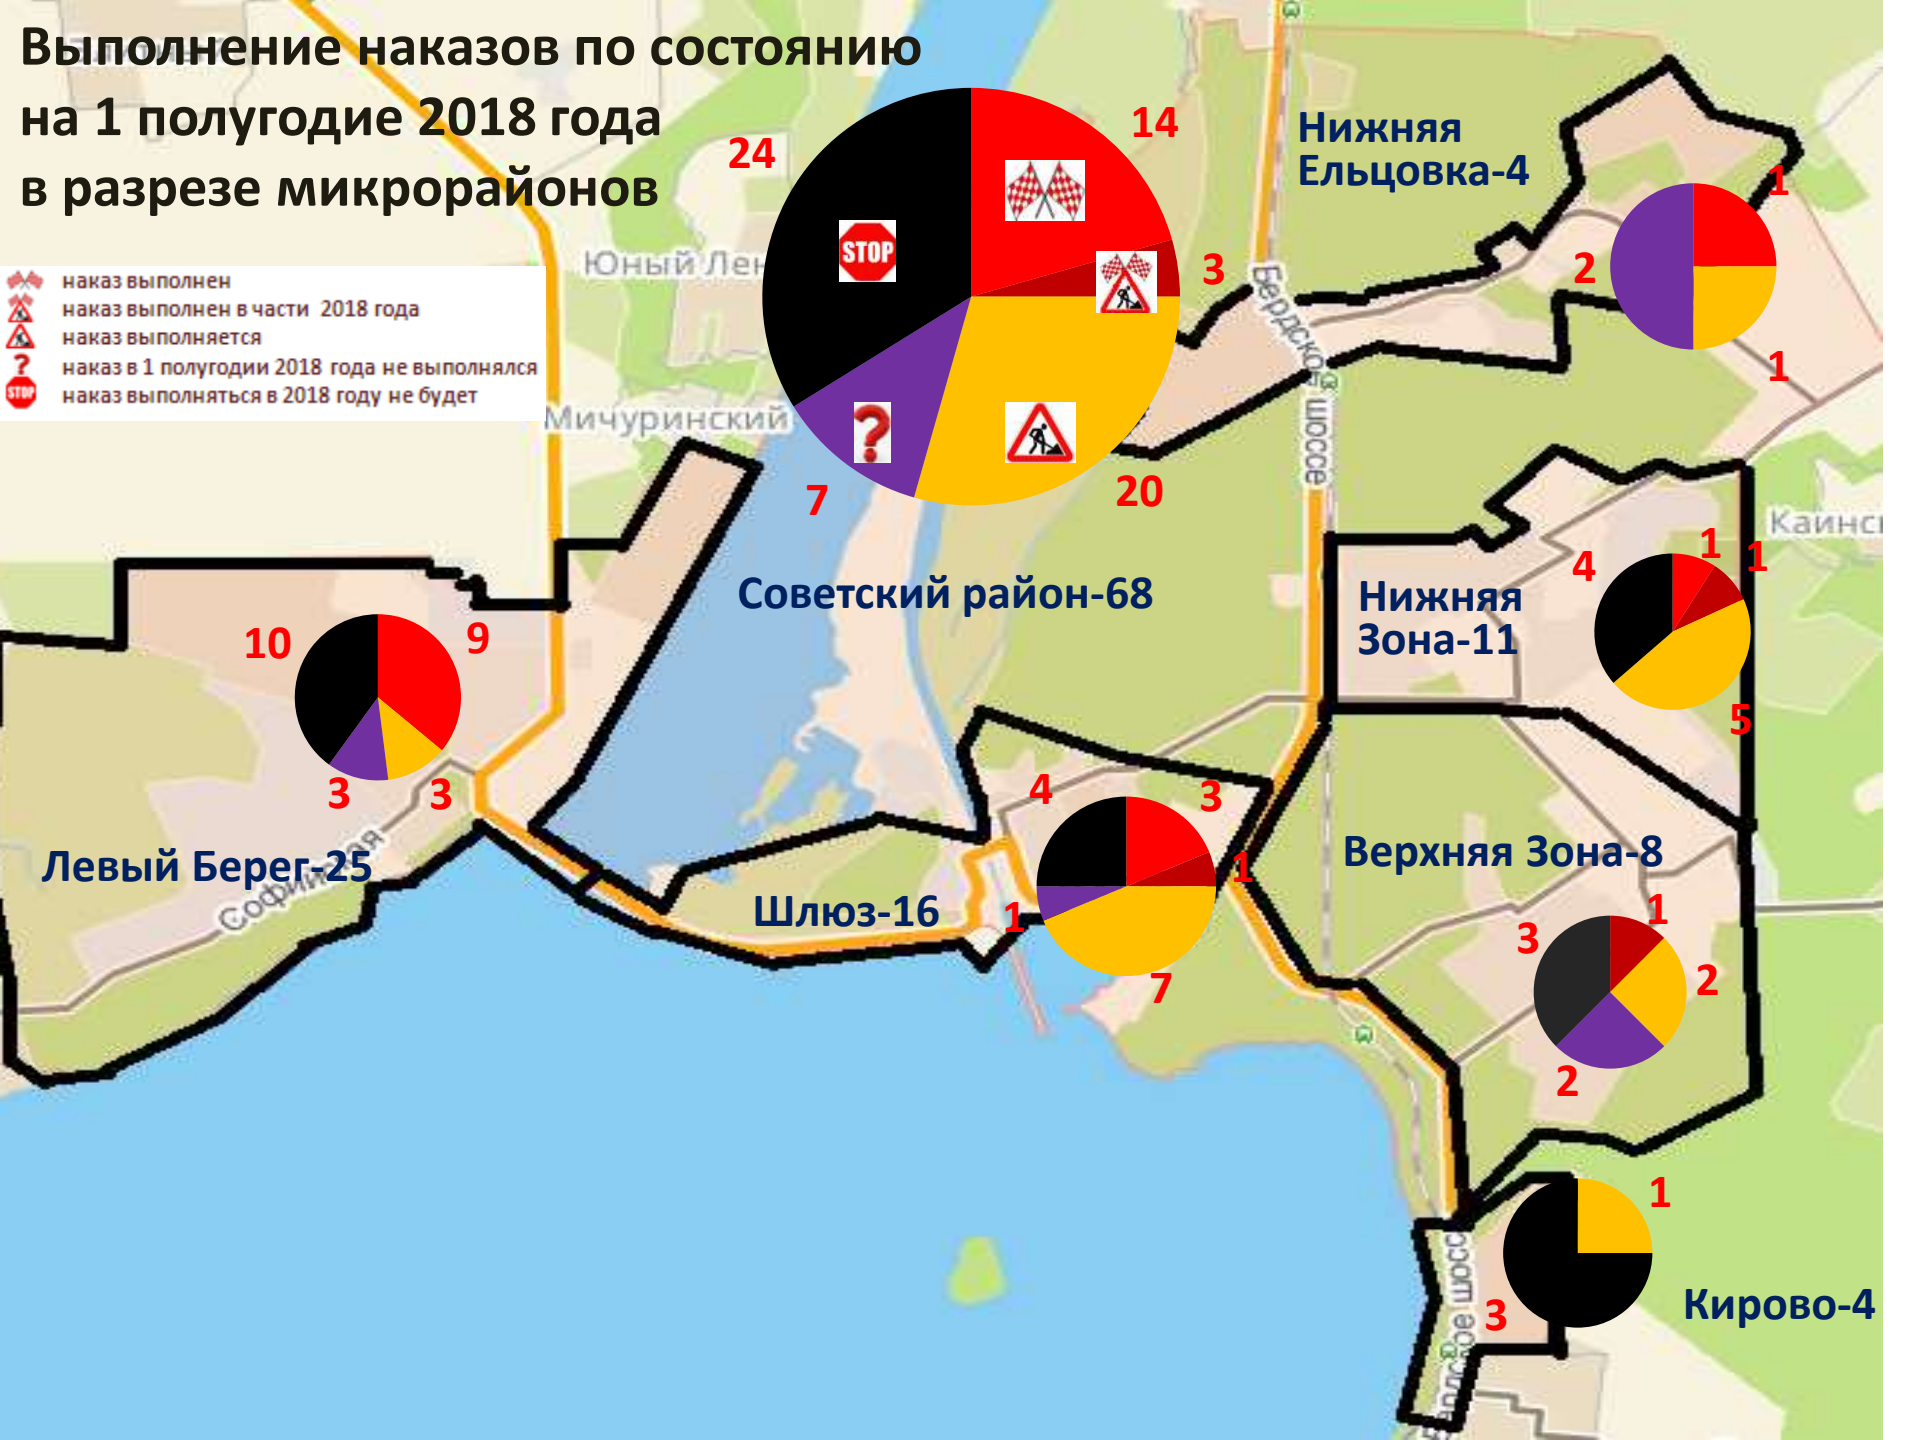 Выполнение наказов по состоянию
на 1 полугодие 2018 года
в разрезе микрорайонов
наказ выполнен
наказ выполнен в части 2018 года
наказ выполняется
наказ в 1 полугодии 2018 года не выполнялся
STOP
наказ выполняться в 2018 году не будет
Юный Лен
Мичуринский
24
14
3
20
7
STOP
Советский район-68
Нижняя
Ельцовка-4
1
2
1
Бердское шоссе
Каинс
Нижняя
Зона-11
4
1
1
5
Левый Берег-25
10
9
3
3
Софийская
Шлюз-16
4
3
1
1
7
Верхняя Зона-8
3
1
2
2
Кирово-4
1
3
Бердское шосс